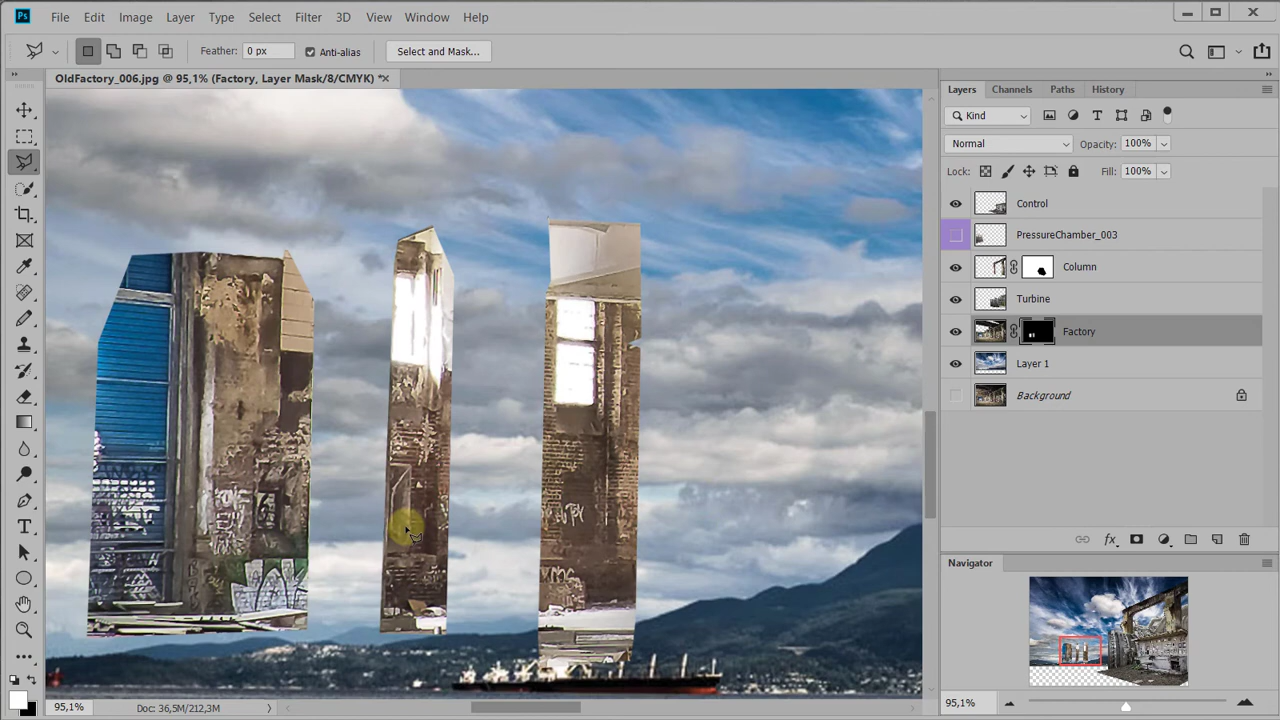 Ps File Edit Image Layer Type Select Filter 3D View Window Help
Feather: 0 px Anti-alias Select and Mask...
OldFactory_006.jpg @ 95,1% (Factory, Layer Mask/8/CMYK) *
Layers Channels Paths History
Kind
Normal Opacity: 100%
Lock: Fill: 100%
Control
PressureChamber_003
Column
Turbine
Factory
Layer 1
Background
fx
Navigator
95,1% Doc: 36,5M/212,3M
95,1%